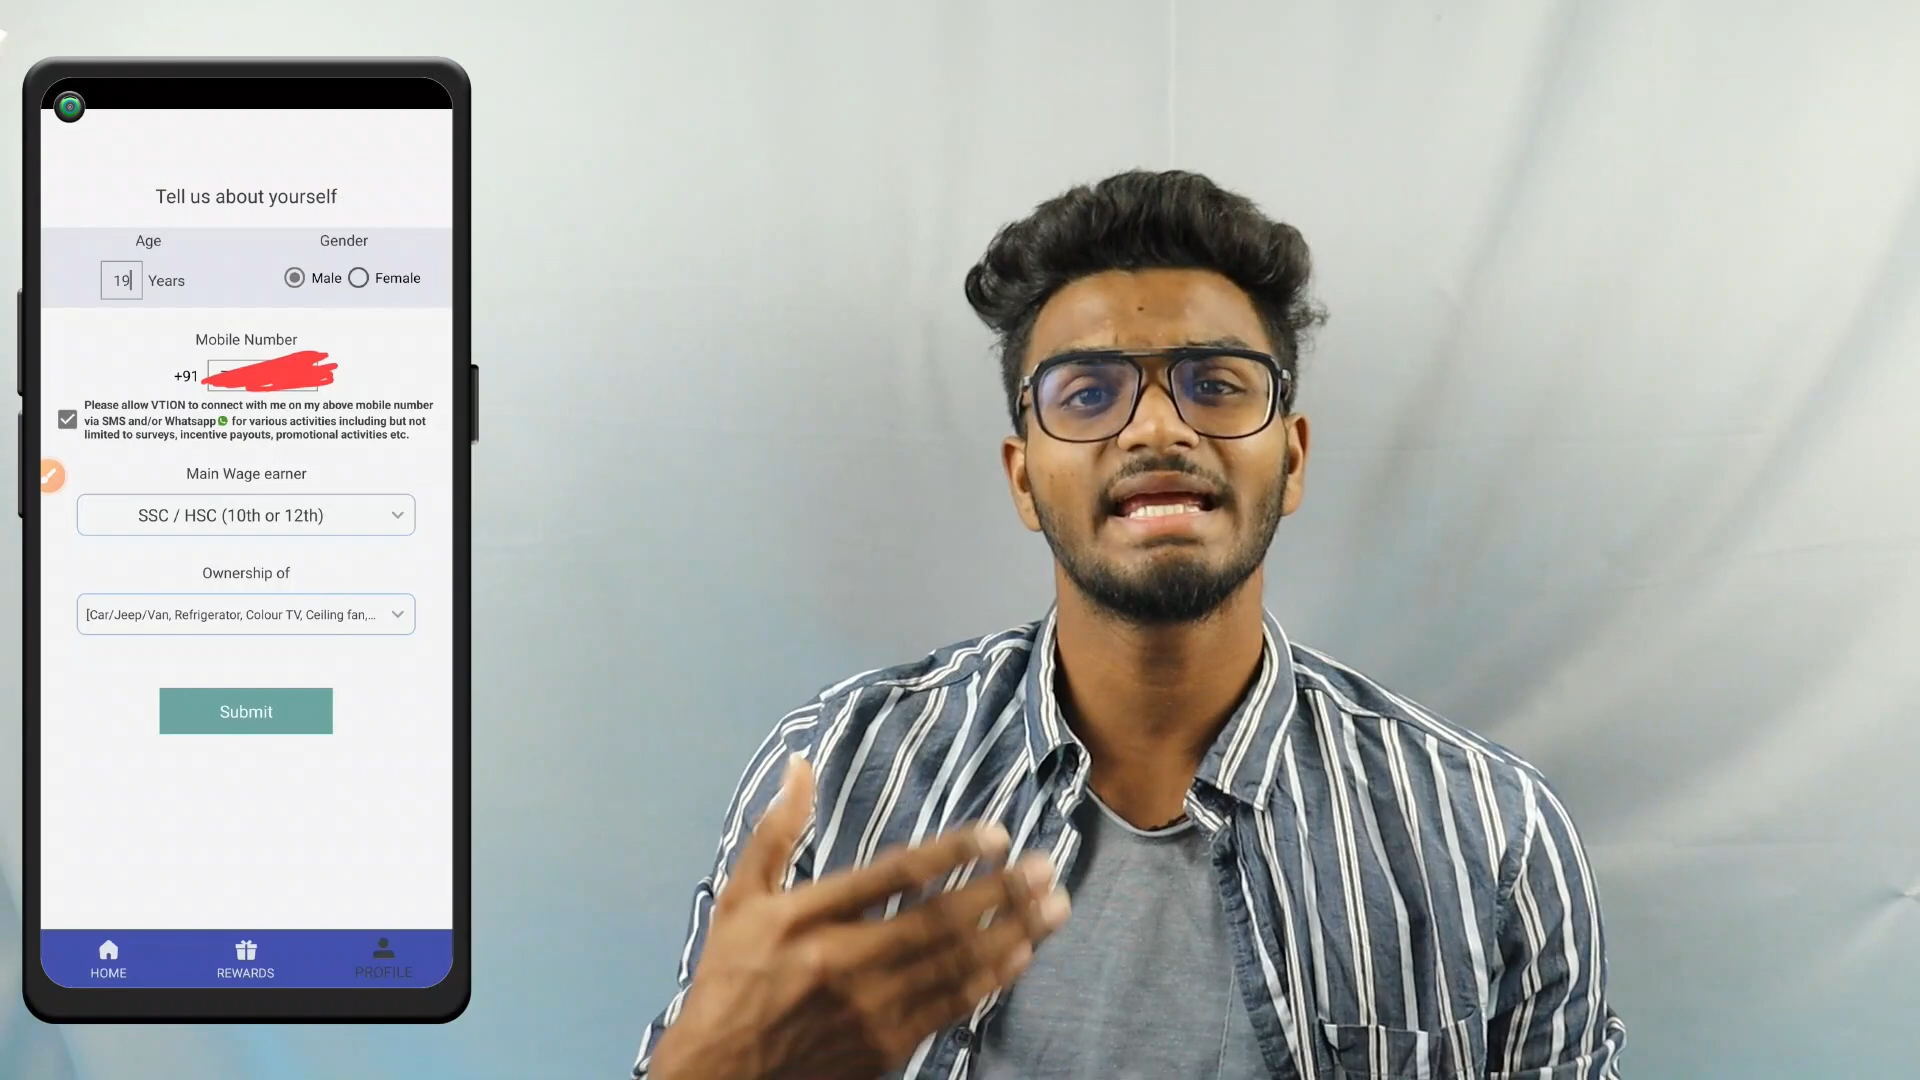 Tell us about yourself
Age
Gender
19 Years
Male
Female
Mobile Number
+91
Please allow VTION to connect with me on my above mobile number
via SMS and/or Whatsapp for various activities including but not
limited to surveys, incentive payouts, promotional activities etc.
Main Wage earner
SSC / HSC (10th or 12th)
Ownership of
[Car/Jeep/Van, Refrigerator, Colour TV, Ceiling fan,...
Submit
HOME
REWARDS
PROFILE